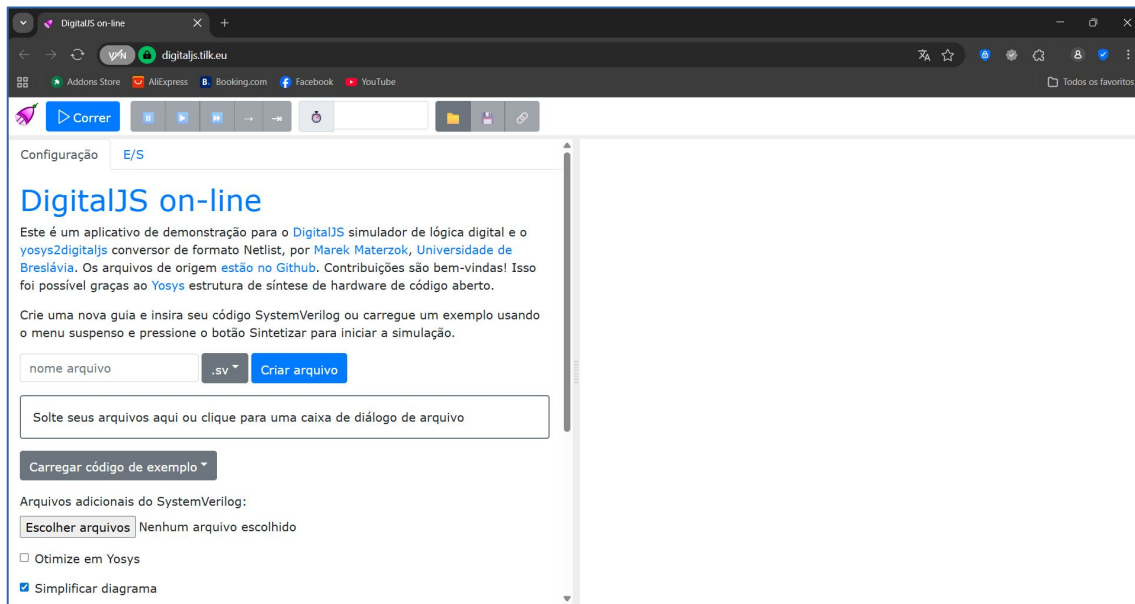 DigitalJS on-line
digitaljs.tilk.eu
Addons Store AliExpress B. Booking.com Facebook YouTube Todos os favoritos
Correr
Configuração E/S
DigitalJS on-line
Este é um aplicativo de demonstração para o DigitalJS simulador de lógica digital e o
yosys2digitaljs conversor de formato Netlist, por Marek Materzok, Universidade de
Breslávia. Os arquivos de origem estão no Github. Contribuições são bem-vindas! Isso
foi possível graças ao Yosys estrutura de síntese de hardware de código aberto.
Crie uma nova guia e insira seu código SystemVerilog ou carregue um exemplo usando
o menu suspenso e pressione o botão Sintetizar para iniciar a simulação.
nome arquivo .sv Criar arquivo
Solte seus arquivos aqui ou clique para uma caixa de diálogo de arquivo
Carregar código de exemplo
Arquivos adicionais do SystemVerilog:
Escolher arquivos Nenhum arquivo escolhido
Otimize em Yosys
Simplificar diagrama